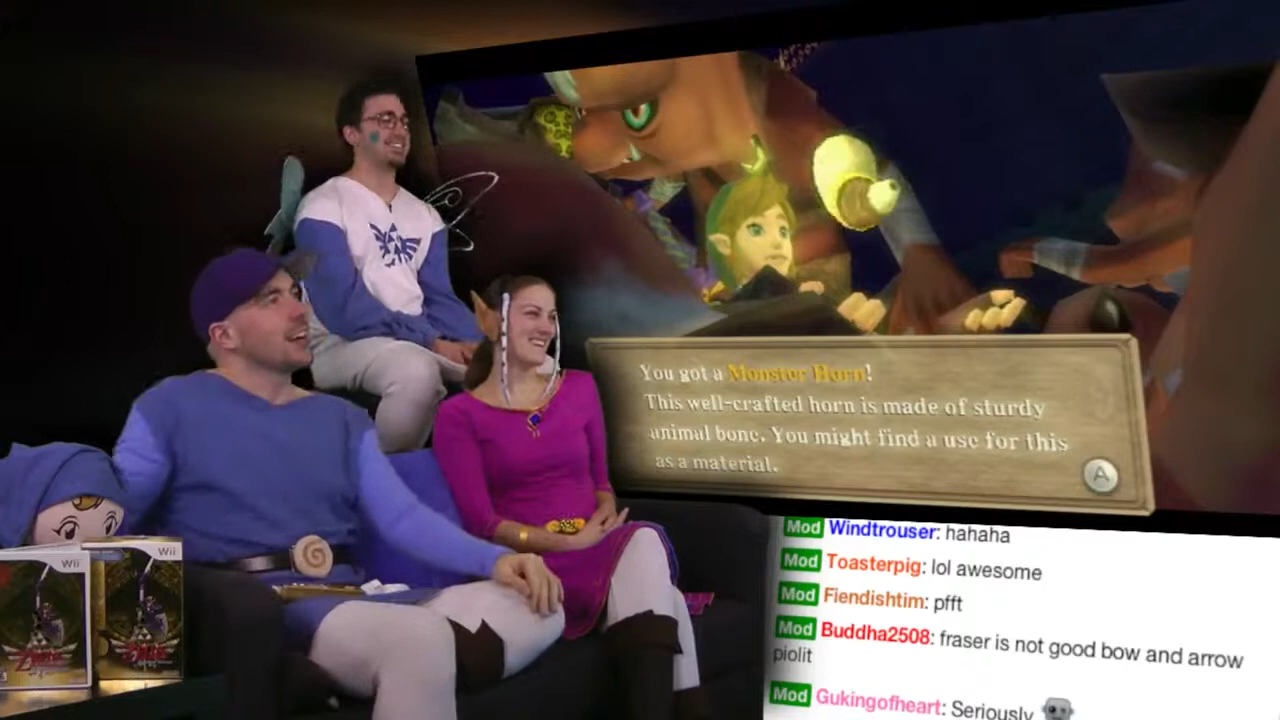 You got a Monster Horn!
This well-crafted horn is made of sturdy
animal bone. You might find a use for this
as a material.
A
Mod Windtrouser: hahaha
Mod Toasterpig: lol awesome
Mod Fiendishtim: pfft
Mod Buddha2508: fraser is not good bow and arrow
piolit
Mod Gukingofheart: Seriously
Wii
Wii